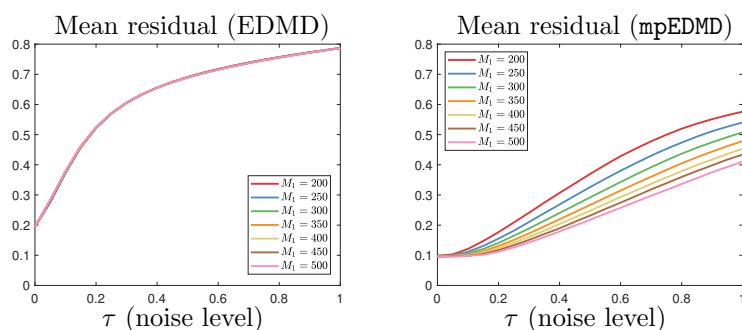 Mean residual (EDMD)
0.8
0.7
0.6
0.5
0.4
0.3
0.2
0.1
0
M₁ = 200
M₁ = 250
M₁ = 300
M₁ = 350
M₁ = 400
M₁ = 450
M₁ = 500
0 0.2 0.4 0.6 0.8 1
τ (noise level)
Mean residual (mpEDMD)
0.8
0.7
0.6
0.5
0.4
0.3
0.2
0.1
0
M₁ = 200
M₁ = 250
M₁ = 300
M₁ = 350
M₁ = 400
M₁ = 450
M₁ = 500
0 0.2 0.4 0.6 0.8 1
τ (noise level)